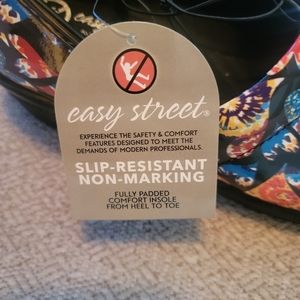 easy street®
EXPERIENCE THE SAFETY & COMFORT
FEATURES DESIGNED TO MEET THE
DEMANDS OF MODERN PROFESSIONALS.
SLIP-RESISTANT
NON-MARKING
FULLY PADDED
COMFORT INSOLE
FROM HEEL TO TOE